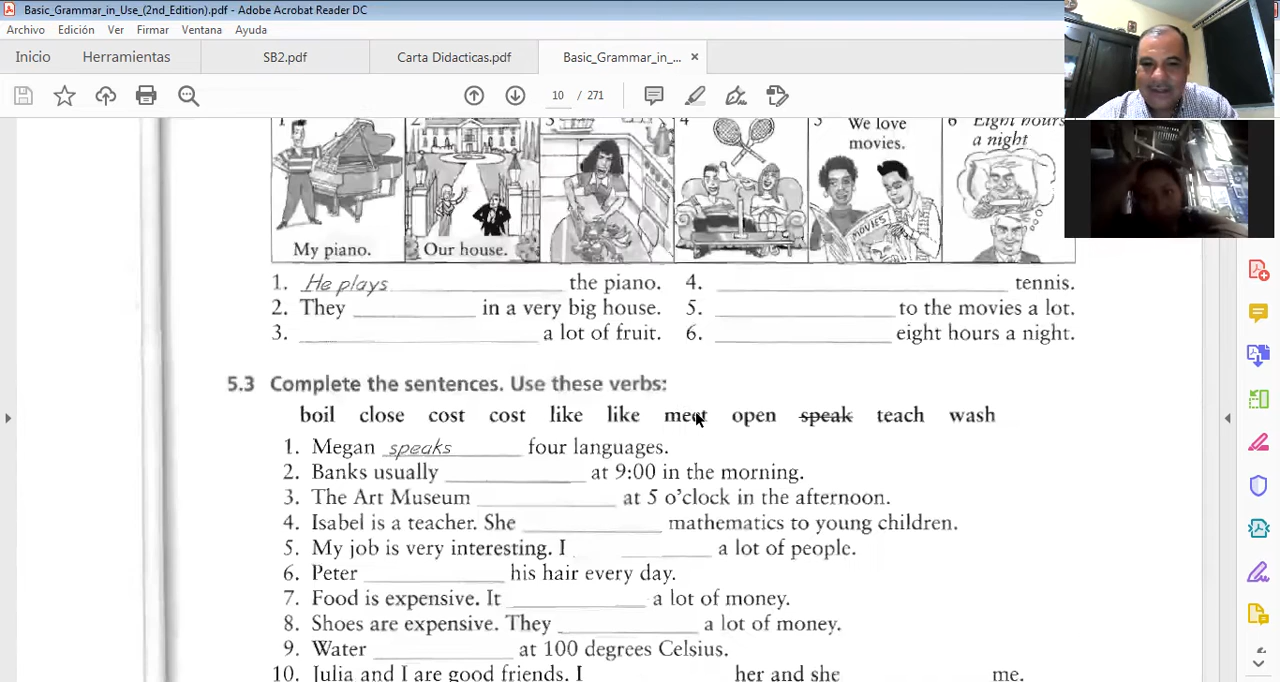 Basic_Grammar_in_Use_(2nd_Edition).pdf - Adobe Acrobat Reader DC
Archivo Edición Ver Firmar Ventana Ayuda
Inicio Herramientas SB2.pdf Carta Didacticas.pdf Basic_Grammar_in_... ×
10 / 271
1 2 3 4 5 We love movies. 6 Eight hours a night
MOVIES
My piano. Our house.
1. He plays the piano. 4. tennis.
2. They in a very big house. 5. to the movies a lot.
3. a lot of fruit. 6. eight hours a night.
5.3 Complete the sentences. Use these verbs:
boil close cost cost like like meet open speak teach wash
1. Megan speaks four languages.
2. Banks usually at 9:00 in the morning.
3. The Art Museum at 5 o'clock in the afternoon.
4. Isabel is a teacher. She mathematics to young children.
5. My job is very interesting. I a lot of people.
6. Peter his hair every day.
7. Food is expensive. It a lot of money.
8. Shoes are expensive. They a lot of money.
9. Water at 100 degrees Celsius.
10. Julia and I are good friends. I her and she me.